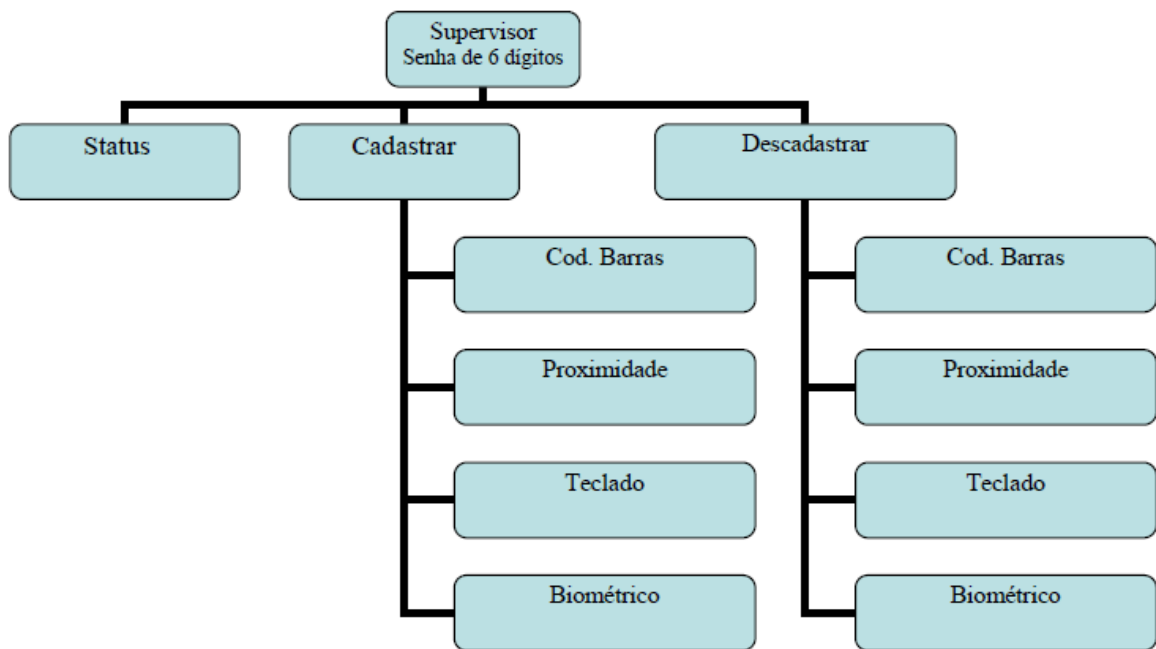 Supervisor
Senha de 6 dígitos
Status
Cadastrar
Descadastrar
Cod. Barras
Cod. Barras
Proximidade
Proximidade
Teclado
Teclado
Biométrico
Biométrico